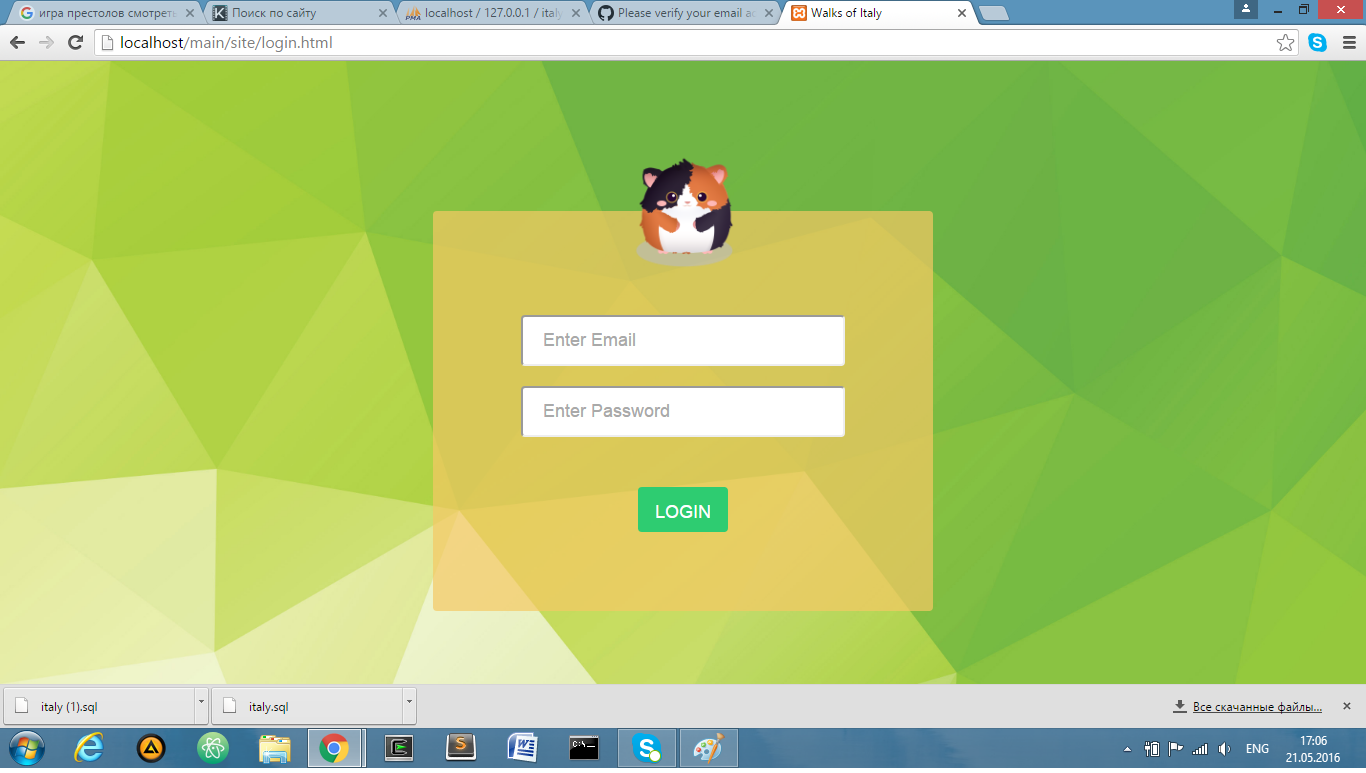 игра престолов смотреть
Поиск по сайту
localhost / 127.0.0.1 / italy
Please verify your email ad
Walks of Italy
localhost/main/site/login.html
Enter Email
Enter Password
LOGIN
italy (1).sql
italy.sql
Все скачанные файлы...
ENG
17:06
21.05.2016